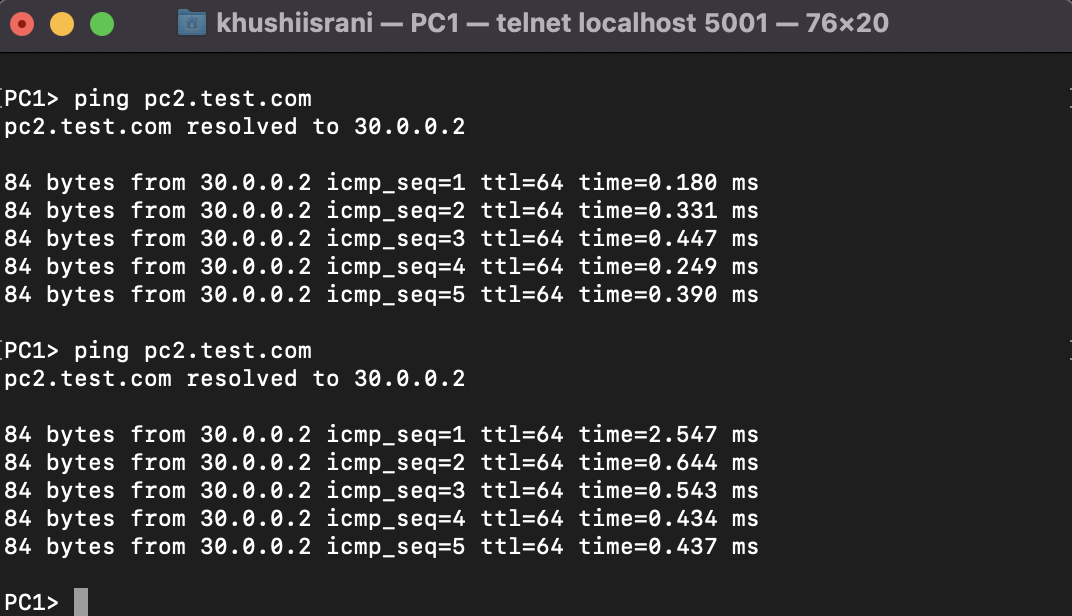 khushiisrani — PC1 — telnet localhost 5001 — 76×20
[PC1> ping pc2.test.com
pc2.test.com resolved to 30.0.0.2
84 bytes from 30.0.0.2 icmp_seq=1 ttl=64 time=0.180 ms
84 bytes from 30.0.0.2 icmp_seq=2 ttl=64 time=0.331 ms
84 bytes from 30.0.0.2 icmp_seq=3 ttl=64 time=0.447 ms
84 bytes from 30.0.0.2 icmp_seq=4 ttl=64 time=0.249 ms
84 bytes from 30.0.0.2 icmp_seq=5 ttl=64 time=0.390 ms
[PC1> ping pc2.test.com
pc2.test.com resolved to 30.0.0.2
84 bytes from 30.0.0.2 icmp_seq=1 ttl=64 time=2.547 ms
84 bytes from 30.0.0.2 icmp_seq=2 ttl=64 time=0.644 ms
84 bytes from 30.0.0.2 icmp_seq=3 ttl=64 time=0.543 ms
84 bytes from 30.0.0.2 icmp_seq=4 ttl=64 time=0.434 ms
84 bytes from 30.0.0.2 icmp_seq=5 ttl=64 time=0.437 ms
PC1>